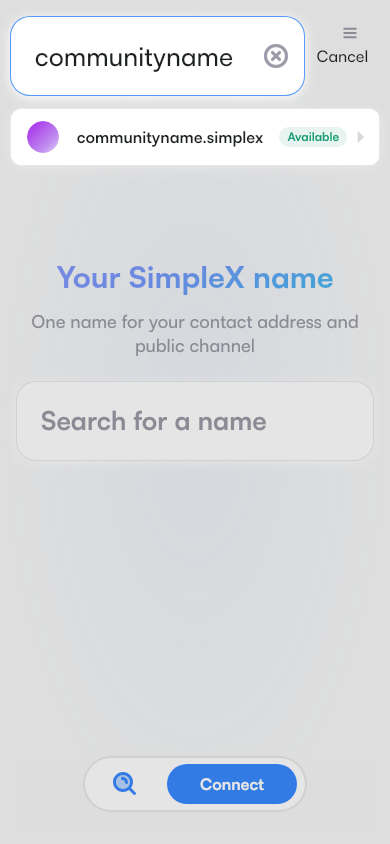 communityname
Cancel
communityname.simplex Available
Your SimpleX name
One name for your contact address and
public channel
Search for a name
Connect